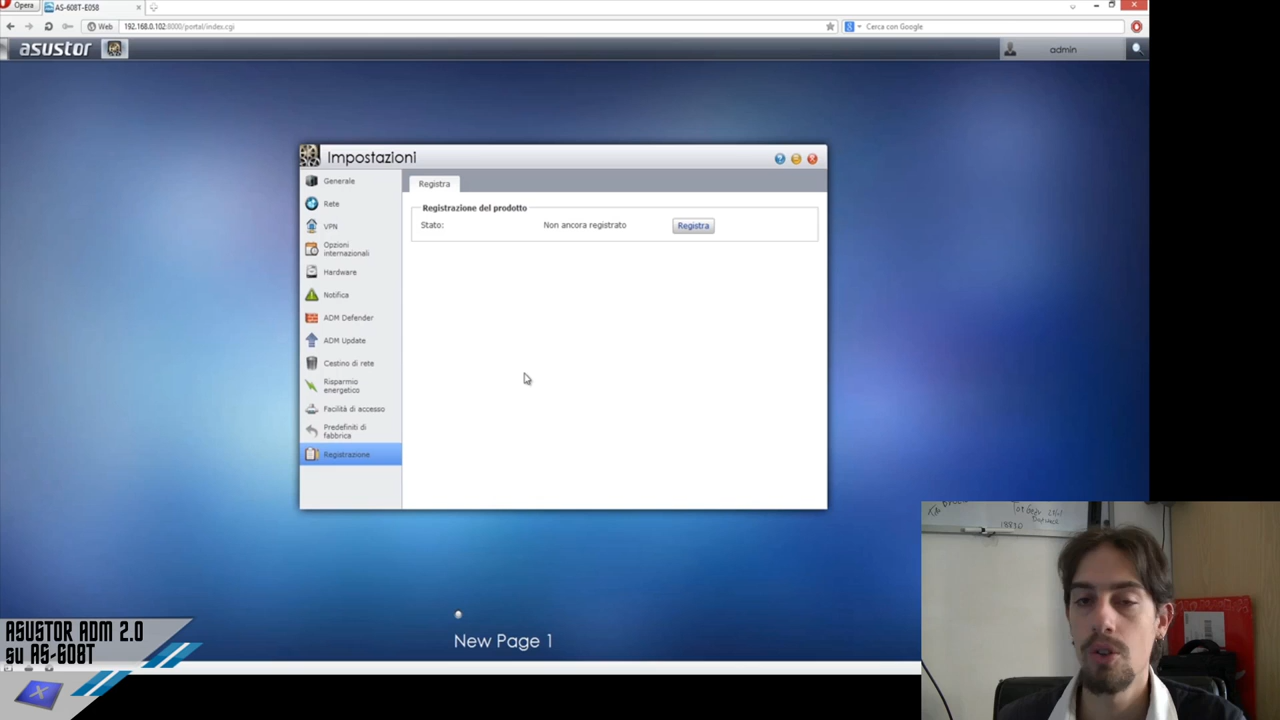 Opera
AS-608T-E058
Web
192.168.0.102:8000/portal/index.cgi
Cerca con Google
asustor
admin
Impostazioni
Generale
Rete
VPN
Opzioni
internazionali
Hardware
Notifica
ADM Defender
ADM Update
Cestino di rete
Risparmio
energetico
Facilità di accesso
Predefiniti di
fabbrica
Registrazione
Registra
Registrazione del prodotto
Stato:
Non ancora registrato
Registra
New Page 1
ASUSTOR ADM 2.0
su AS-608T